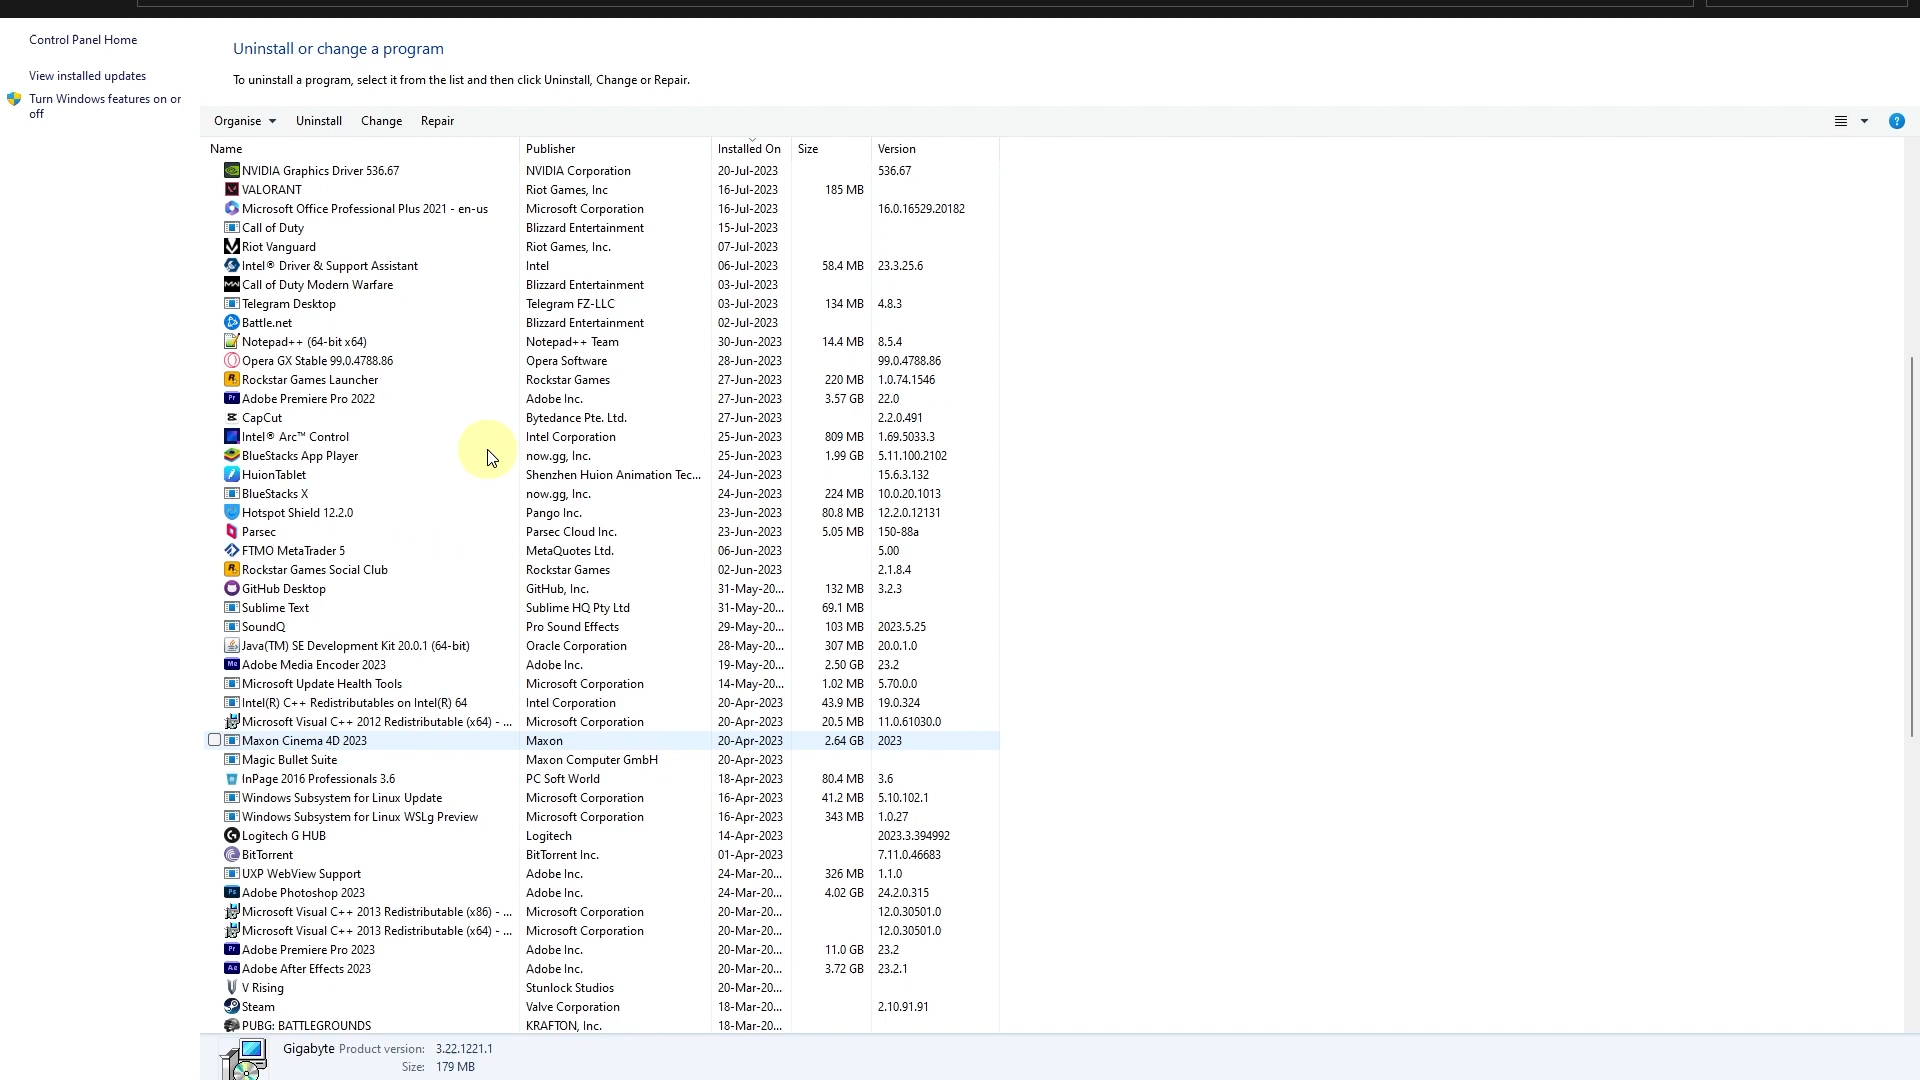 Control Panel Home
View installed updates
Turn Windows features on or
off
Uninstall or change a program
To uninstall a program, select it from the list and then click Uninstall, Change or Repair.
Organise Uninstall Change Repair
Name Publisher Installed On Size Version
NVIDIA Graphics Driver 536.67 NVIDIA Corporation 20-Jul-2023 536.67
VALORANT Riot Games, Inc 16-Jul-2023 185 MB
Microsoft Office Professional Plus 2021 - en-us Microsoft Corporation 16-Jul-2023 16.0.16529.20182
Call of Duty Blizzard Entertainment 15-Jul-2023
Riot Vanguard Riot Games, Inc. 07-Jul-2023
Intel® Driver & Support Assistant Intel 06-Jul-2023 58.4 MB 23.3.25.6
Call of Duty Modern Warfare Blizzard Entertainment 03-Jul-2023
Telegram Desktop Telegram FZ-LLC 03-Jul-2023 134 MB 4.8.3
Battle.net Blizzard Entertainment 02-Jul-2023
Notepad++ (64-bit x64) Notepad++ Team 30-Jun-2023 14.4 MB 8.5.4
Opera GX Stable 99.0.4788.86 Opera Software 28-Jun-2023 99.0.4788.86
Rockstar Games Launcher Rockstar Games 27-Jun-2023 220 MB 1.0.74.1546
Adobe Premiere Pro 2022 Adobe Inc. 27-Jun-2023 3.57 GB 22.0
CapCut Bytedance Pte. Ltd. 27-Jun-2023 2.2.0.491
Intel® Arc™ Control Intel Corporation 25-Jun-2023 809 MB 1.69.5033.3
BlueStacks App Player now.gg, Inc. 25-Jun-2023 1.99 GB 5.11.100.2102
HuionTablet Shenzhen Huion Animation Tec... 24-Jun-2023 15.6.3.132
BlueStacks X now.gg, Inc. 24-Jun-2023 224 MB 10.0.20.1013
Hotspot Shield 12.2.0 Pango Inc. 23-Jun-2023 80.8 MB 12.2.0.12131
Parsec Parsec Cloud Inc. 23-Jun-2023 5.05 MB 150-88a
FTMO MetaTrader 5 MetaQuotes Ltd. 06-Jun-2023 5.00
Rockstar Games Social Club Rockstar Games 02-Jun-2023 2.1.8.4
GitHub Desktop GitHub, Inc. 31-May-20... 132 MB 3.2.3
Sublime Text Sublime HQ Pty Ltd 31-May-20... 69.1 MB
SoundQ Pro Sound Effects 29-May-20... 103 MB 2023.5.25
Java(TM) SE Development Kit 20.0.1 (64-bit) Oracle Corporation 28-May-20... 307 MB 20.0.1.0
Adobe Media Encoder 2023 Adobe Inc. 19-May-20... 2.50 GB 23.2
Microsoft Update Health Tools Microsoft Corporation 14-May-20... 1.02 MB 5.70.0.0
Intel(R) C++ Redistributables on Intel(R) 64 Intel Corporation 20-Apr-2023 43.9 MB 19.0.324
Microsoft Visual C++ 2012 Redistributable (x64) - ... Microsoft Corporation 20-Apr-2023 20.5 MB 11.0.61030.0
Maxon Cinema 4D 2023 Maxon 20-Apr-2023 2.64 GB 2023
Magic Bullet Suite Maxon Computer GmbH 20-Apr-2023
InPage 2016 Professionals 3.6 PC Soft World 18-Apr-2023 80.4 MB 3.6
Windows Subsystem for Linux Update Microsoft Corporation 16-Apr-2023 41.2 MB 5.10.102.1
Windows Subsystem for Linux WSLg Preview Microsoft Corporation 16-Apr-2023 343 MB 1.0.27
Logitech G HUB Logitech 14-Apr-2023 2023.3.394992
BitTorrent BitTorrent Inc. 01-Apr-2023 7.11.0.46683
UXP WebView Support Adobe Inc. 24-Mar-20... 326 MB 1.1.0
Adobe Photoshop 2023 Adobe Inc. 24-Mar-20... 4.02 GB 24.2.0.315
Microsoft Visual C++ 2013 Redistributable (x86) - ... Microsoft Corporation 20-Mar-20... 12.0.30501.0
Microsoft Visual C++ 2013 Redistributable (x64) - ... Microsoft Corporation 20-Mar-20... 12.0.30501.0
Adobe Premiere Pro 2023 Adobe Inc. 20-Mar-20... 11.0 GB 23.2
Adobe After Effects 2023 Adobe Inc. 20-Mar-20... 3.72 GB 23.2.1
V Rising Stunlock Studios 20-Mar-20...
Steam Valve Corporation 18-Mar-20... 2.10.91.91
PUBG: BATTLEGROUNDS KRAFTON, Inc. 18-Mar-20...
Gigabyte Product version: 3.22.1221.1
Size: 179 MB